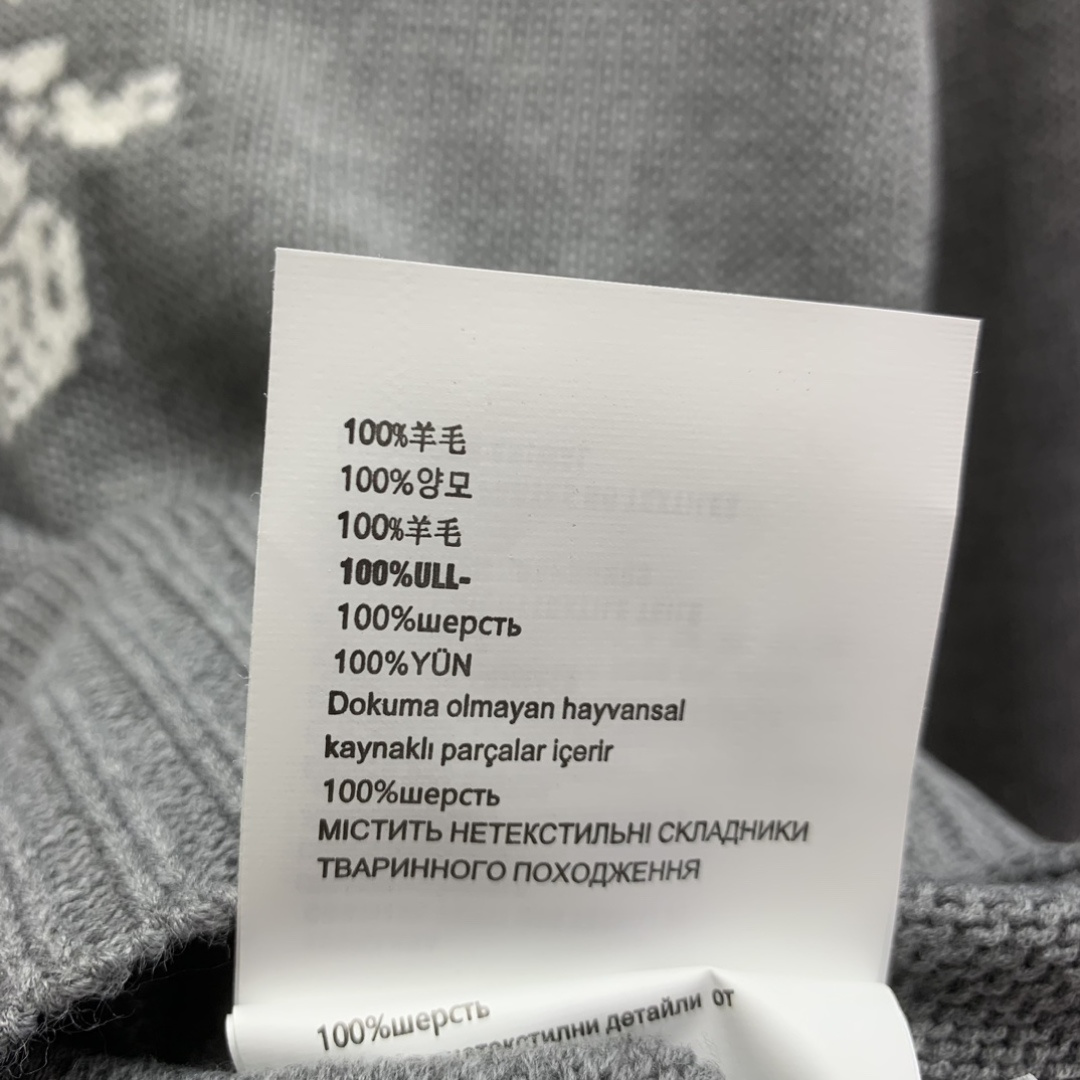 100%羊毛
100%양모
100%羊毛
100%ULL-
100%шерсть
100%YÜN
Dokuma olmayan hayvansal
kaynaklı parçalar içerir
100%шерсть
МІСТИТЬ НЕТЕКСТИЛЬНІ СКЛАДНИКИ
ТВАРИННОГО ПОХОДЖЕННЯ
100%шерсть
детайли от